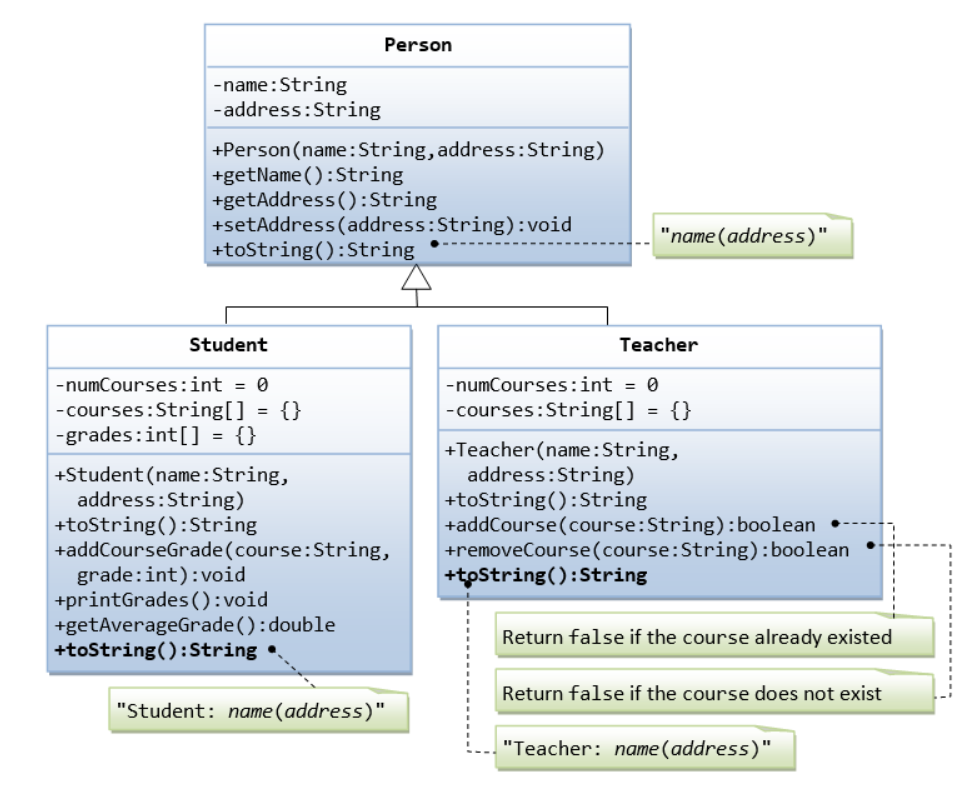 Person
-name:String
-address:String
+Person(name:String,address:String)
+getName():String
+getAddress():String
+setAddress(address:String):void
+toString():String
"name(address)"
Student
-numCourses:int = 0
-courses:String[] = {}
-grades:int[] = {}
+Student(name:String,
address:String)
+toString():String
+addCourseGrade(course:String,
grade:int):void
+printGrades():void
+getAverageGrade():double
+toString():String
"Student: name(address)"
Teacher
-numCourses:int = 0
-courses:String[] = {}
+Teacher(name:String,
address:String)
+toString():String
+addCourse(course:String):boolean
+removeCourse(course:String):boolean
+toString():String
Return false if the course already existed
Return false if the course does not exist
"Teacher: name(address)"